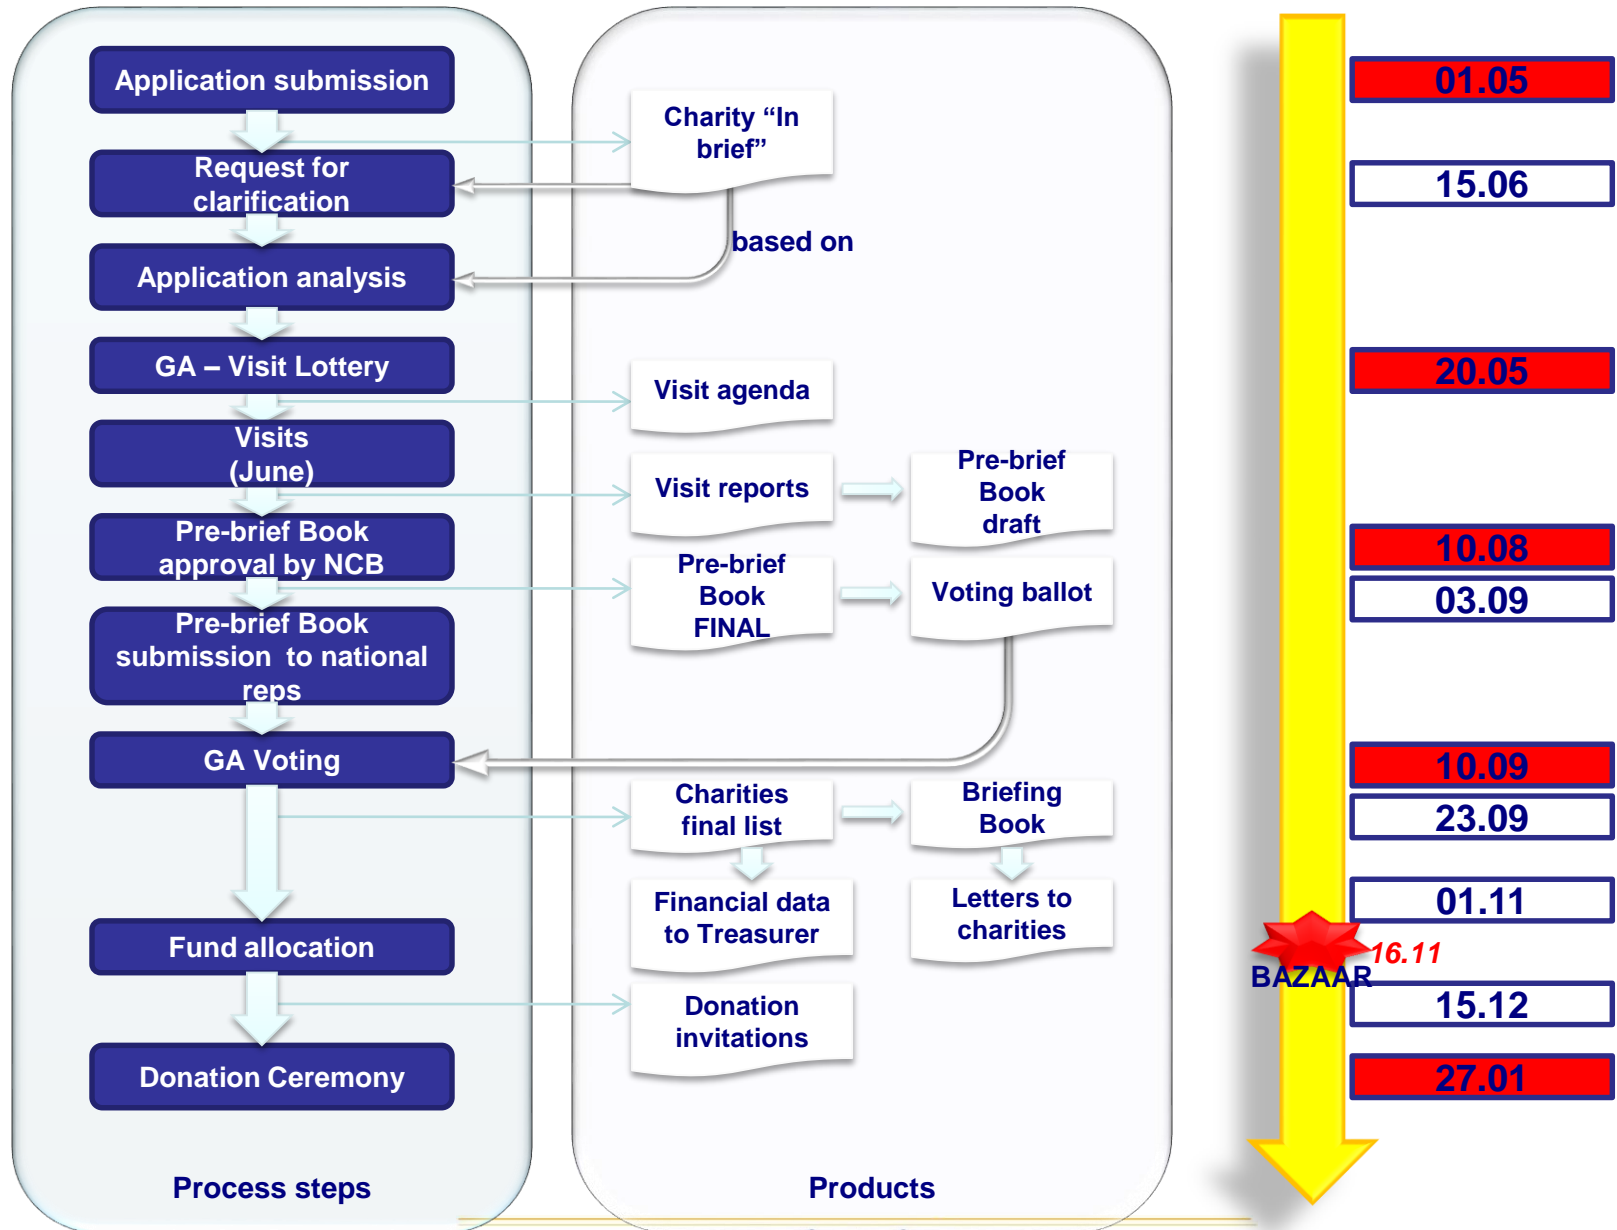 Application submission
Request for
clarification
Application analysis
GA – Visit Lottery
Visits
(June)
Pre-brief Book
approval by NCB
Pre-brief Book
submission  to national
reps
GA Voting
Fund allocation
Donation Ceremony
Process steps
Charity “In
brief”
based on
Visit agenda
Visit reports
Pre-brief
Book
draft
Pre-brief
Book
FINAL
Voting ballot
Charities
final list
Briefing
Book
Financial data
to Treasurer
Letters to
charities
Donation
invitations
Products
01.05
15.06
20.05
10.08
03.09
10.09
23.09
01.11
16.11
BAZAAR
15.12
27.01